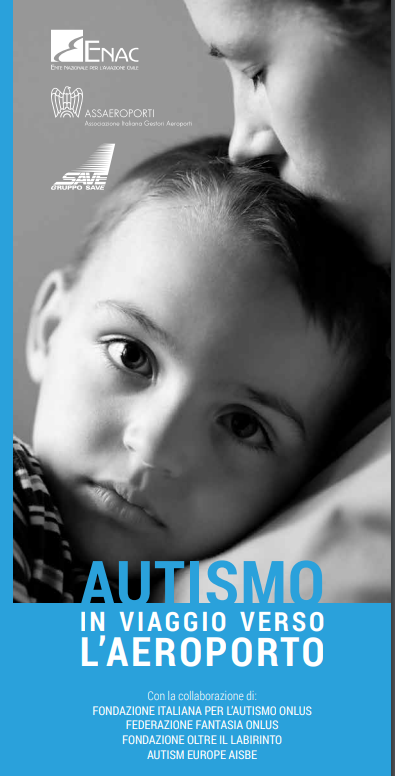 ENAC
ENTE NAZIONALE PER L'AVIAZIONE CIVILE
ASSAEROPORTI
Associazione Italiana Gestori Aeroporti
SAVE
GRUPPO SAVE
AUTISMO
IN VIAGGIO VERSO
L'AEROPORTO
Con la collaborazione di:
FONDAZIONE ITALIANA PER L'AUTISMO ONLUS
FEDERAZIONE FANTASIA ONLUS
FONDAZIONE OLTRE IL LABIRINTO
AUTISM EUROPE AISBE